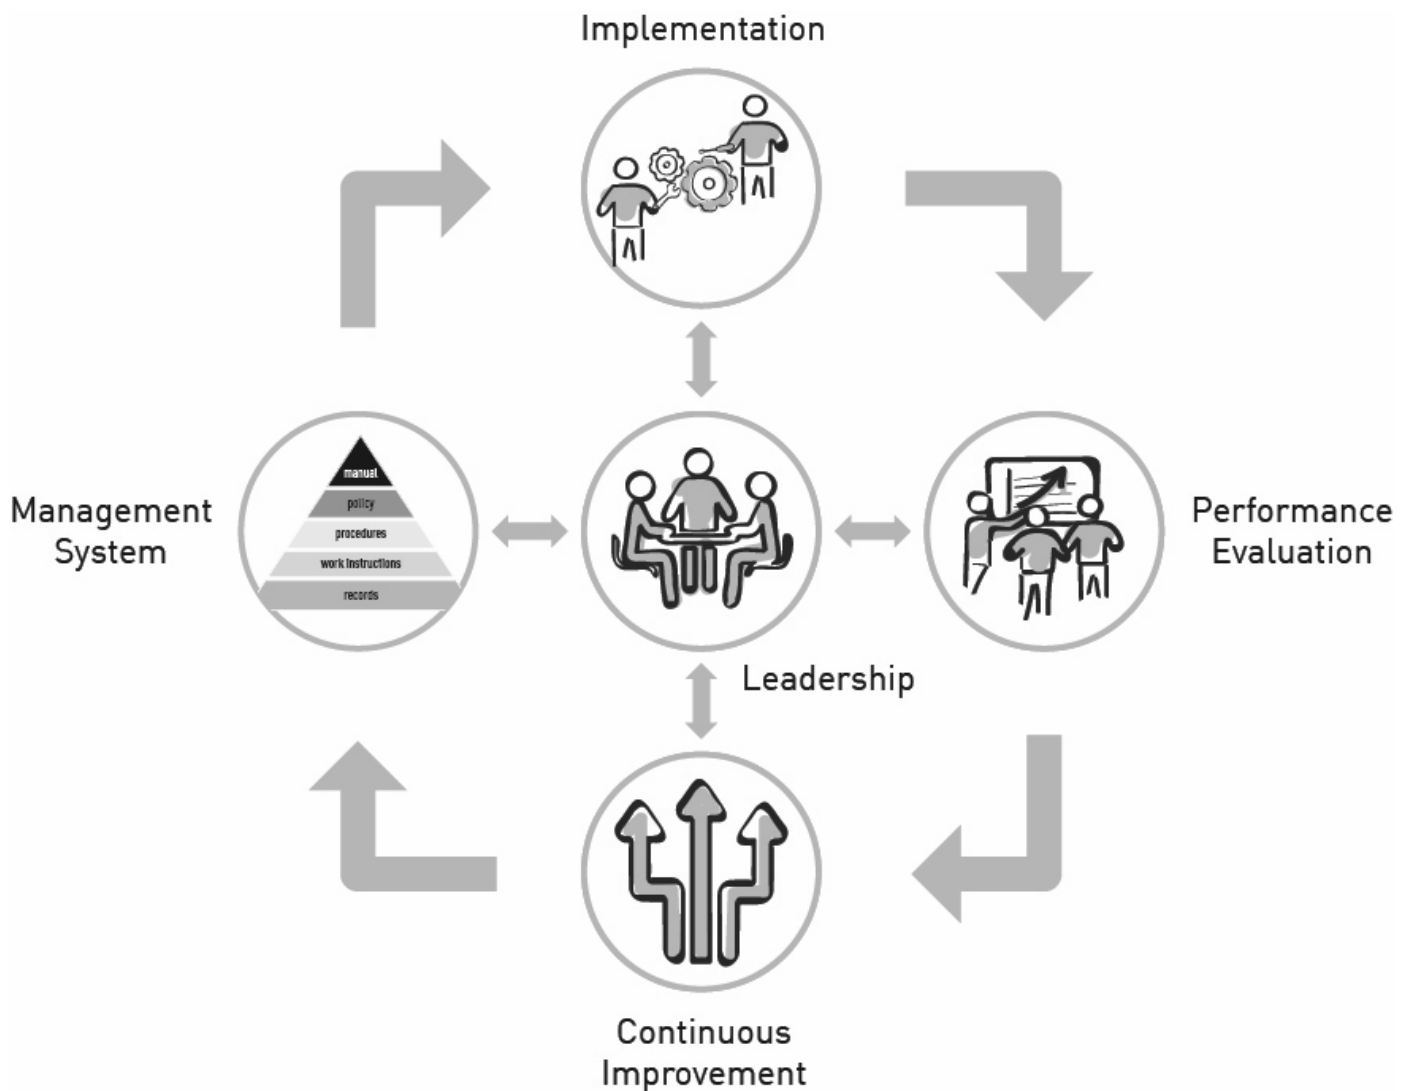 Implementation
manual
policy
procedures
work instructions
records
Management
System
Performance
Evaluation
Leadership
Continuous
Improvement